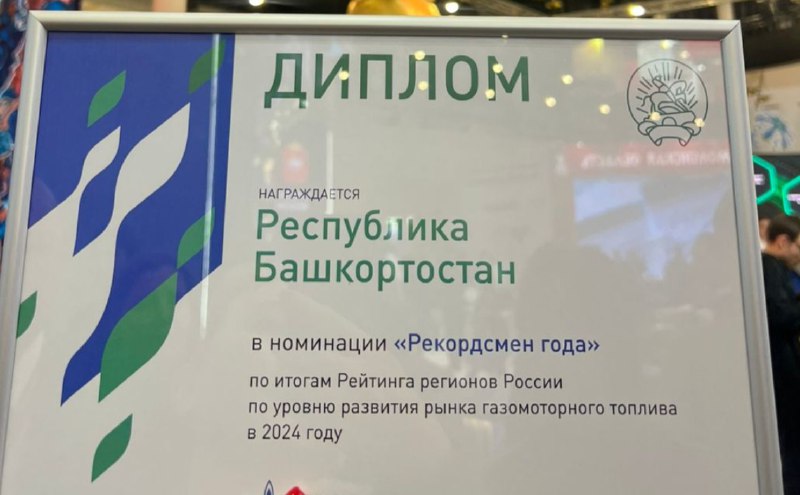 ДИПЛОМ
НАГРАЖДАЕТСЯ
Республика
Башкортостан
в номинации «Рекордсмен года»
по итогам Рейтинга регионов России
по уровню развития рынка газомоторного топлива
в 2024 году